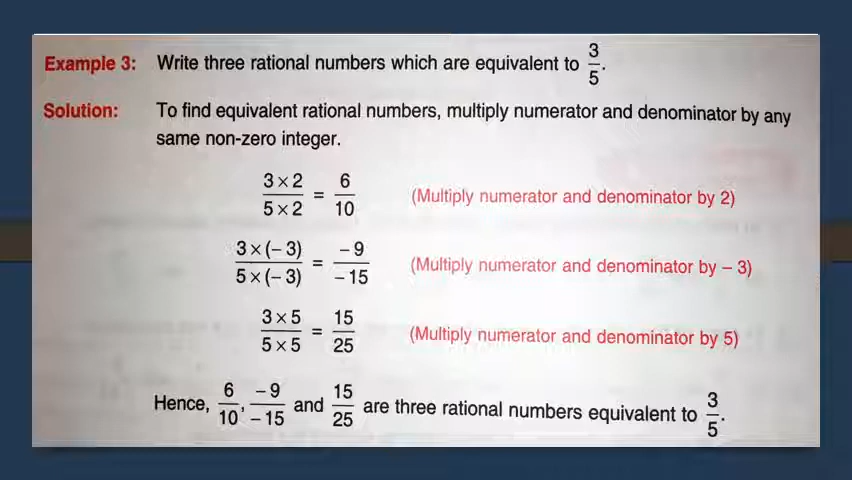 Example 3: Write three rational numbers which are equivalent to 3/5.
Solution: To find equivalent rational numbers, multiply numerator and denominator by any
same non-zero integer.
3 × 2 / 5 × 2 = 6/10 (Multiply numerator and denominator by 2)
3 × (– 3) / 5 × (– 3) = – 9 / – 15 (Multiply numerator and denominator by – 3)
3 × 5 / 5 × 5 = 15/25 (Multiply numerator and denominator by 5)
Hence, 6/10, – 9 / – 15 and 15/25 are three rational numbers equivalent to 3/5.